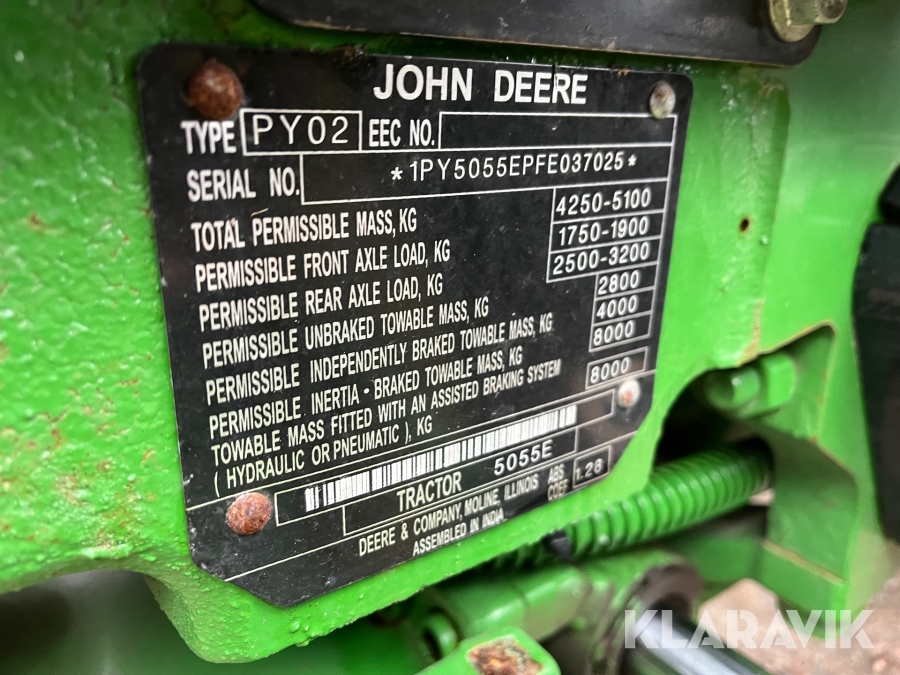 JOHN DEERE
TYPE PY02 EEC NO.
SERIAL NO. *1PY5055EPFE037025*
TOTAL PERMISSIBLE MASS, KG 4250-5100
PERMISSIBLE FRONT AXLE LOAD, KG 1750-1900
PERMISSIBLE REAR AXLE LOAD, KG 2500-3200
PERMISSIBLE UNBRAKED TOWABLE MASS, KG 2800
PERMISSIBLE INDEPENDENTLY BRAKED TOWABLE MASS, KG 4000
PERMISSIBLE INERTIA - BRAKED TOWABLE MASS, KG 8000
TOWABLE MASS FITTED WITH AN ASSISTED BRAKING SYSTEM
( HYDRAULIC OR PNEUMATIC ), KG 8000
TRACTOR 5055E
DEERE & COMPANY, MOLINE, ILLINOIS ABS COEF 1.28
ASSEMBLED IN INDIA
KLARAVIK